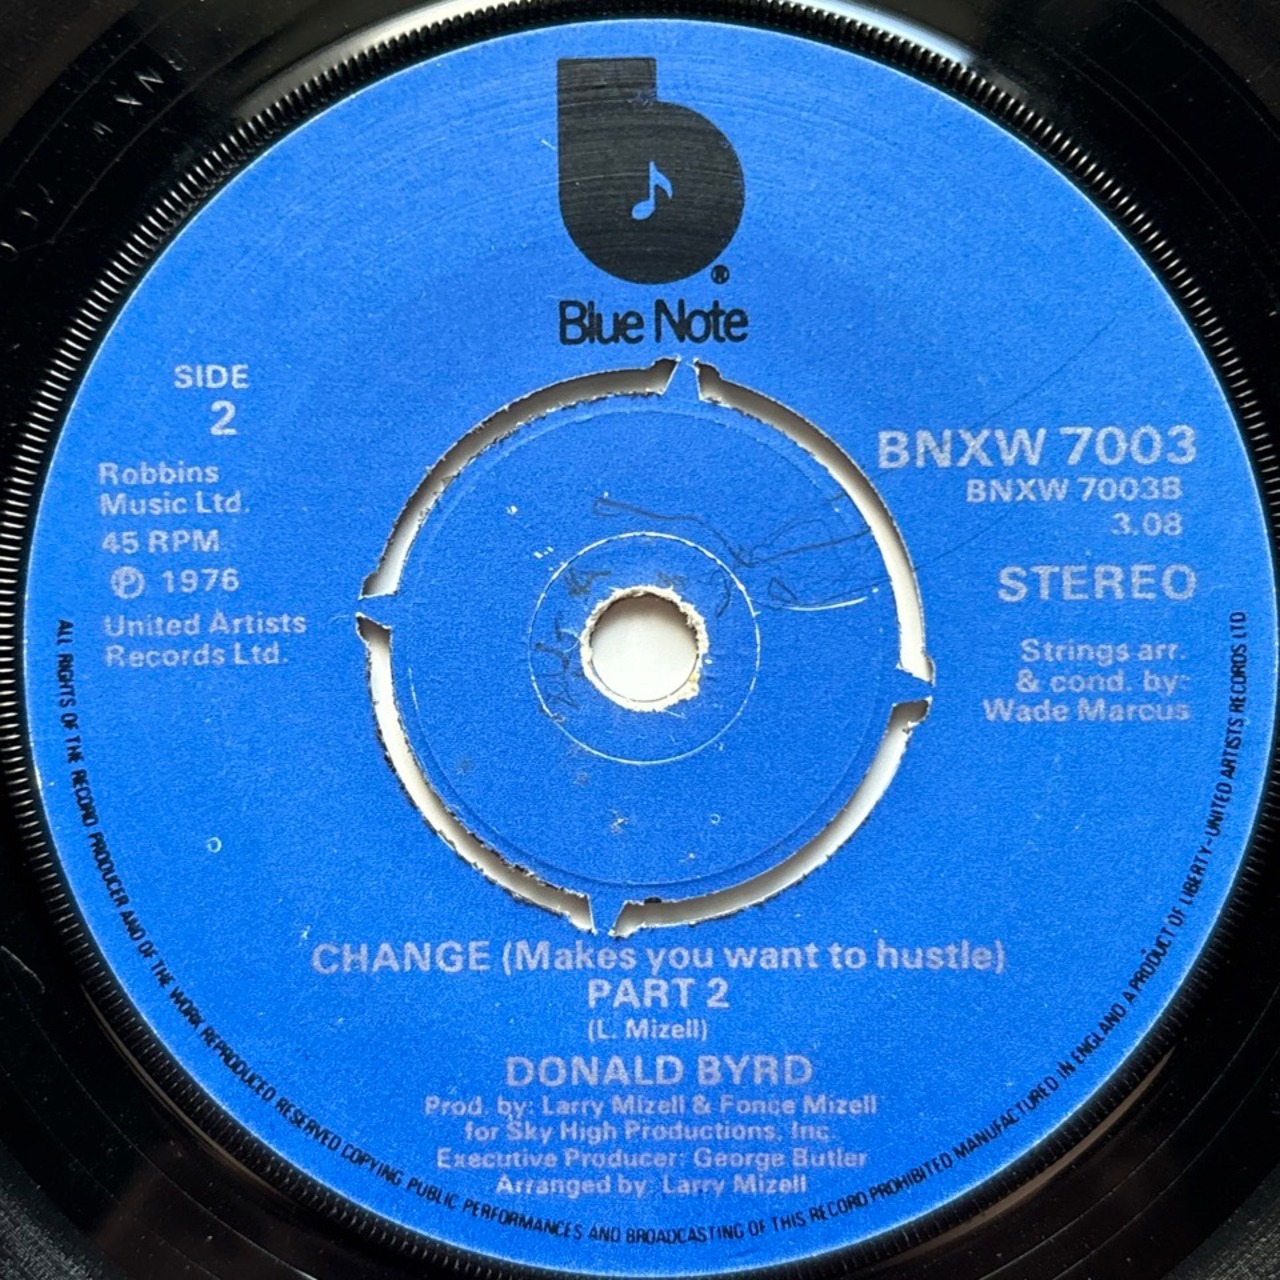 ®
Blue Note
SIDE
2
Robbins
Music Ltd.
45 RPM
Ⓟ 1976
United Artists
Records Ltd.
BNXW 7003
BNXW 7003B
3.08
STEREO
Strings arr.
& cond. by:
Wade Marcus
CHANGE (Makes you want to hustle)
PART 2
(L. Mizell)
DONALD BYRD
Prod. by: Larry Mizell & Fonce Mizell
for Sky High Productions, Inc.
Executive Producer: George Butler
Arranged by: Larry Mizell
ALL RIGHTS OF THE RECORD PRODUCER AND OF THE WORK REPRODUCED RESERVED COPYING PUBLIC PERFORMANCES AND BROADCASTING OF THIS RECORD PROHIBITED MANUFACTURED IN ENGLAND A PRODUCT OF LIBERTY-UNITED ARTISTS RECORDS LTD